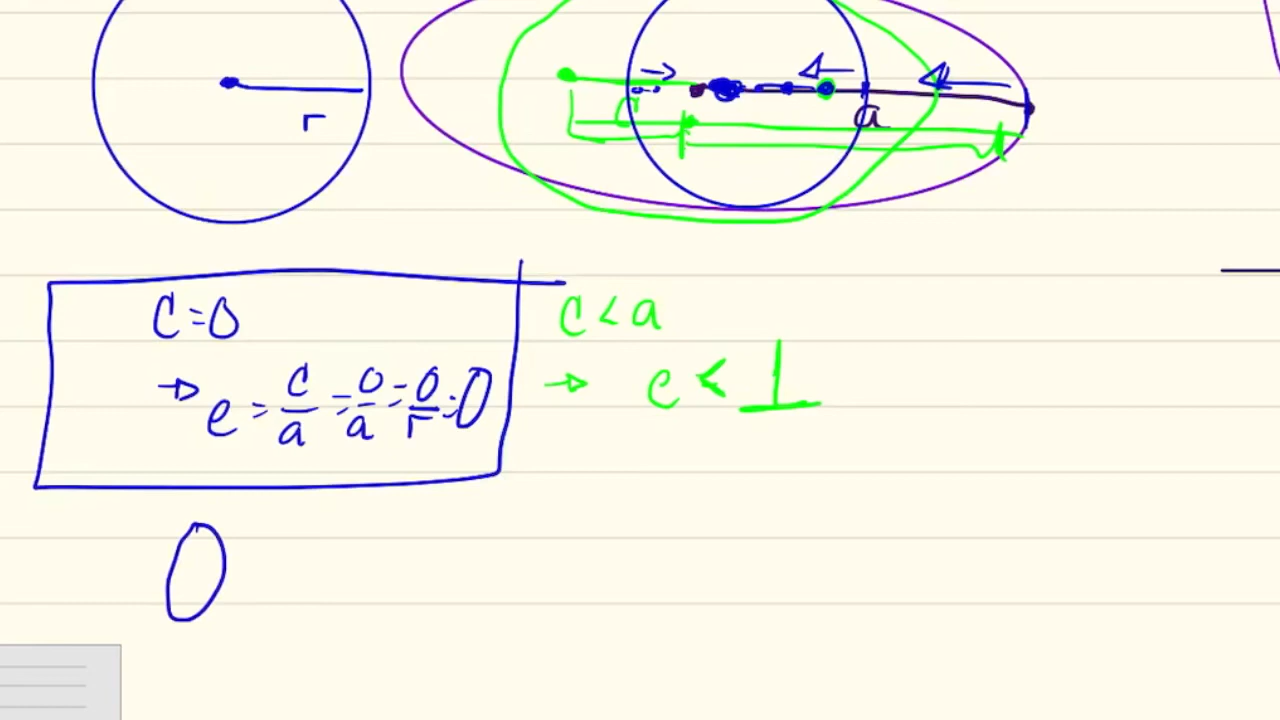 r
c
a
C=0
c<a
→ e = c/a = 0/a = 0/r = 0
→ e < 1
0